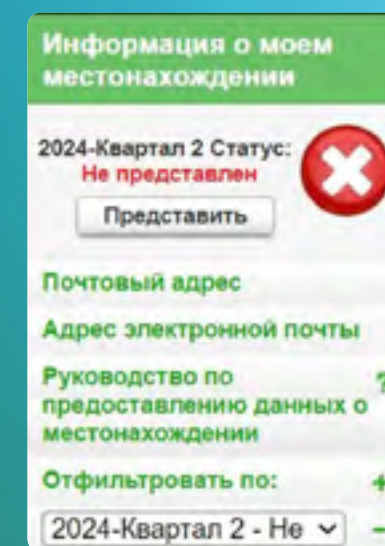 Информация о моем
местонахождении
2024-Квартал 2 Статус:
Не представлен
Представить
Почтовый адрес
Адрес электронной почты
Руководство по ?
предоставлению данных о
местонахождении
Отфильтровать по: +
2024-Квартал 2 - Не –